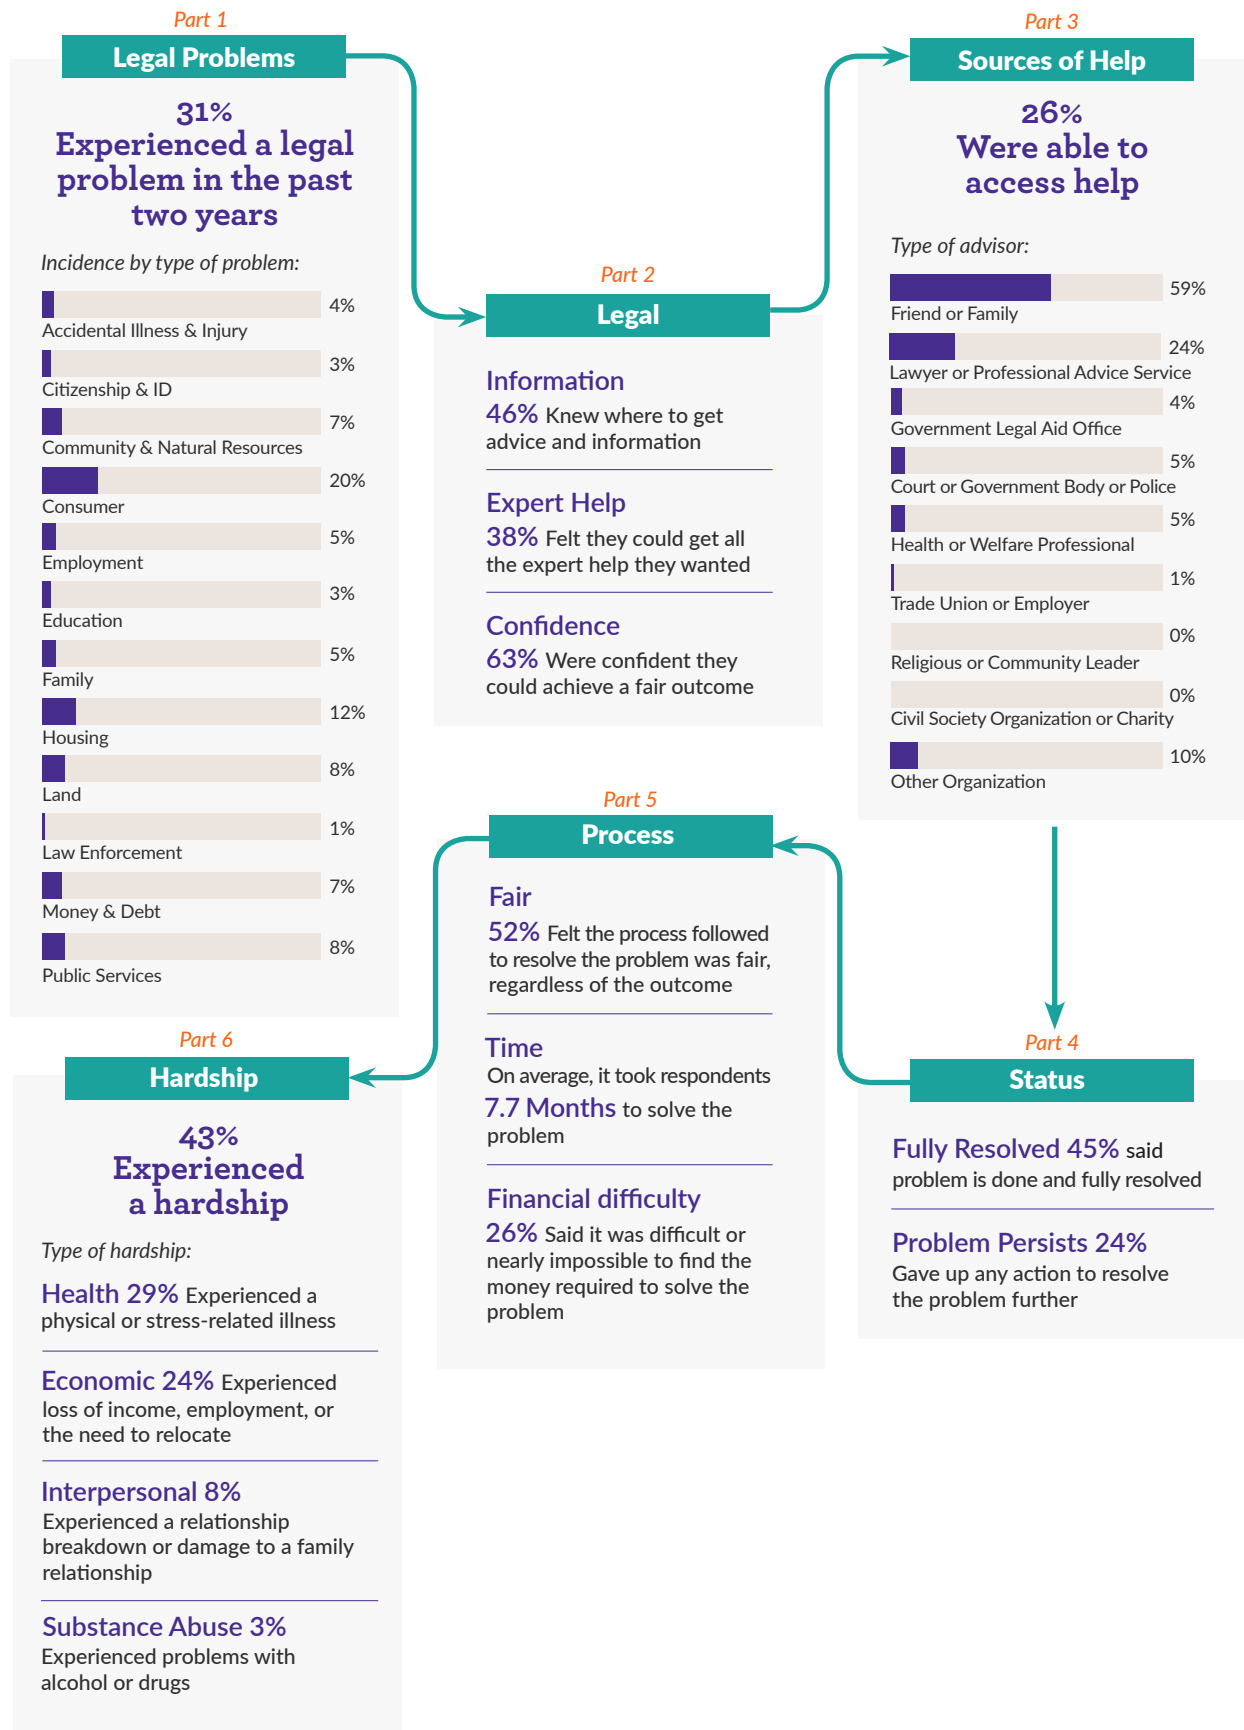 Part 1
Legal Problems
31%
Experienced a legal
problem in the past
two years
Incidence by type of problem:
4%
Accidental Illness & Injury
3%
Citizenship & ID
7%
Community & Natural Resources
20%
Consumer
5%
Employment
3%
Education
5%
Family
12%
Housing
8%
Land
1%
Law Enforcement
7%
Money & Debt
8%
Public Services
Part 2
Legal
Information
46% Knew where to get
advice and information
Expert Help
38% Felt they could get all
the expert help they wanted
Confidence
63% Were confident they
could achieve a fair outcome
Part 3
Sources of Help
26%
Were able to
access help
Type of advisor:
59%
Friend or Family
24%
Lawyer or Professional Advice Service
4%
Government Legal Aid Office
5%
Court or Government Body or Police
5%
Health or Welfare Professional
1%
Trade Union or Employer
0%
Religious or Community Leader
0%
Civil Society Organization or Charity
10%
Other Organization
Part 4
Status
Fully Resolved 45% said
problem is done and fully resolved
Problem Persists 24%
Gave up any action to resolve
the problem further
Part 5
Process
Fair
52% Felt the process followed
to resolve the problem was fair,
regardless of the outcome
Time
On average, it took respondents
7.7 Months to solve the
problem
Financial difficulty
26% Said it was difficult or
nearly impossible to find the
money required to solve the
problem
Part 6
Hardship
43%
Experienced
a hardship
Type of hardship:
Health 29% Experienced a
physical or stress-related illness
Economic 24% Experienced
loss of income, employment, or
the need to relocate
Interpersonal 8%
Experienced a relationship
breakdown or damage to a family
relationship
Substance Abuse 3%
Experienced problems with
alcohol or drugs